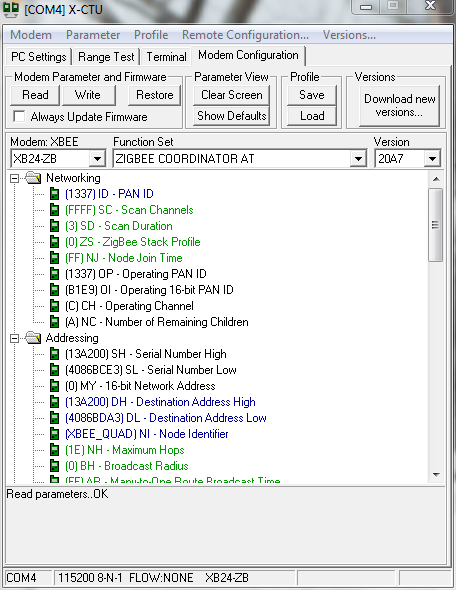 [COM4] X-CTU
Modem Parameter Profile Remote Configuration... Versions...
PC Settings Range Test Terminal Modem Configuration
Modem Parameter and Firmware Parameter View Profile Versions
Read Write Restore Clear Screen Save Download new versions...
Always Update Firmware Show Defaults Load
Modem: XBEE Function Set Version
XB24-ZB ZIGBEE COORDINATOR AT 20A7
Networking
(1337) ID - PAN ID
(FFFF) SC - Scan Channels
(3) SD - Scan Duration
(0) ZS - ZigBee Stack Profile
(FF) NJ - Node Join Time
(1337) OP - Operating PAN ID
(B1E9) OI - Operating 16-bit PAN ID
(C) CH - Operating Channel
(A) NC - Number of Remaining Children
Addressing
(13A200) SH - Serial Number High
(4086BCE3) SL - Serial Number Low
(0) MY - 16-bit Network Address
(13A200) DH - Destination Address High
(4086BDA3) DL - Destination Address Low
(XBEE_QUAD) NI - Node Identifier
(1E) NH - Maximum Hops
(0) BH - Broadcast Radius
(FF) AR - Many-to-One Route Broadcast Time
Read parameters..OK
COM4 115200 8-N-1 FLOW:NONE XB24-ZB